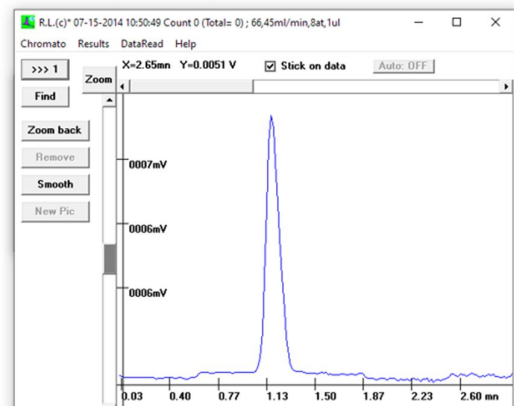 R.L.(c)* 07-15-2014 10:50:49 Count 0 (Total= 0) ; 66,45ml/min,8at,1ul
Chromato Results DataRead Help
>>> 1
Zoom
X=2.65mn Y=0.0051 V
Stick on data
Auto: OFF
Find
Zoom back
Remove
Smooth
New Pic
0007mV
0006mV
0006mV
0.03 0.40 0.77 1.13 1.50 1.87 2.23 2.60 mn